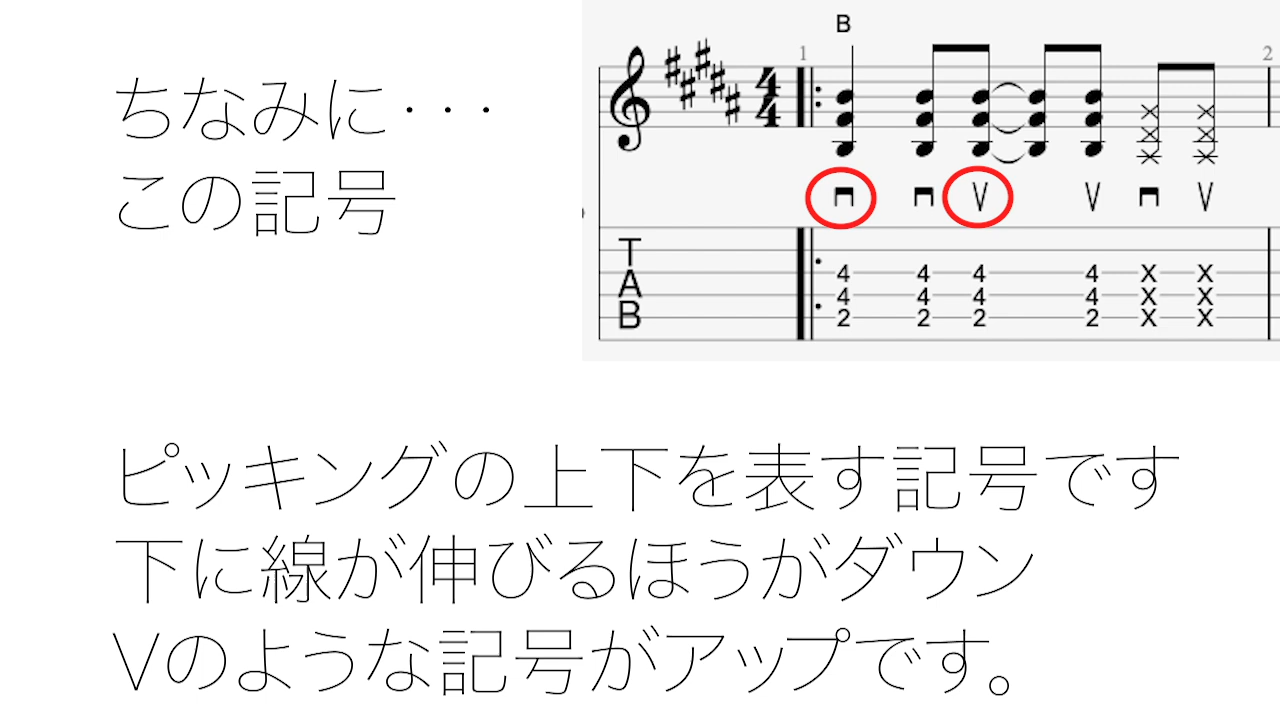 ちなみに・・・
この記号
B
1
2
4
4
T
A
B
4 4 4 4 X X
4 4 4 4 X X
2 2 2 2 X X
ピッキングの上下を表す記号です
下に線が伸びるほうがダウン
Vのような記号がアップです。